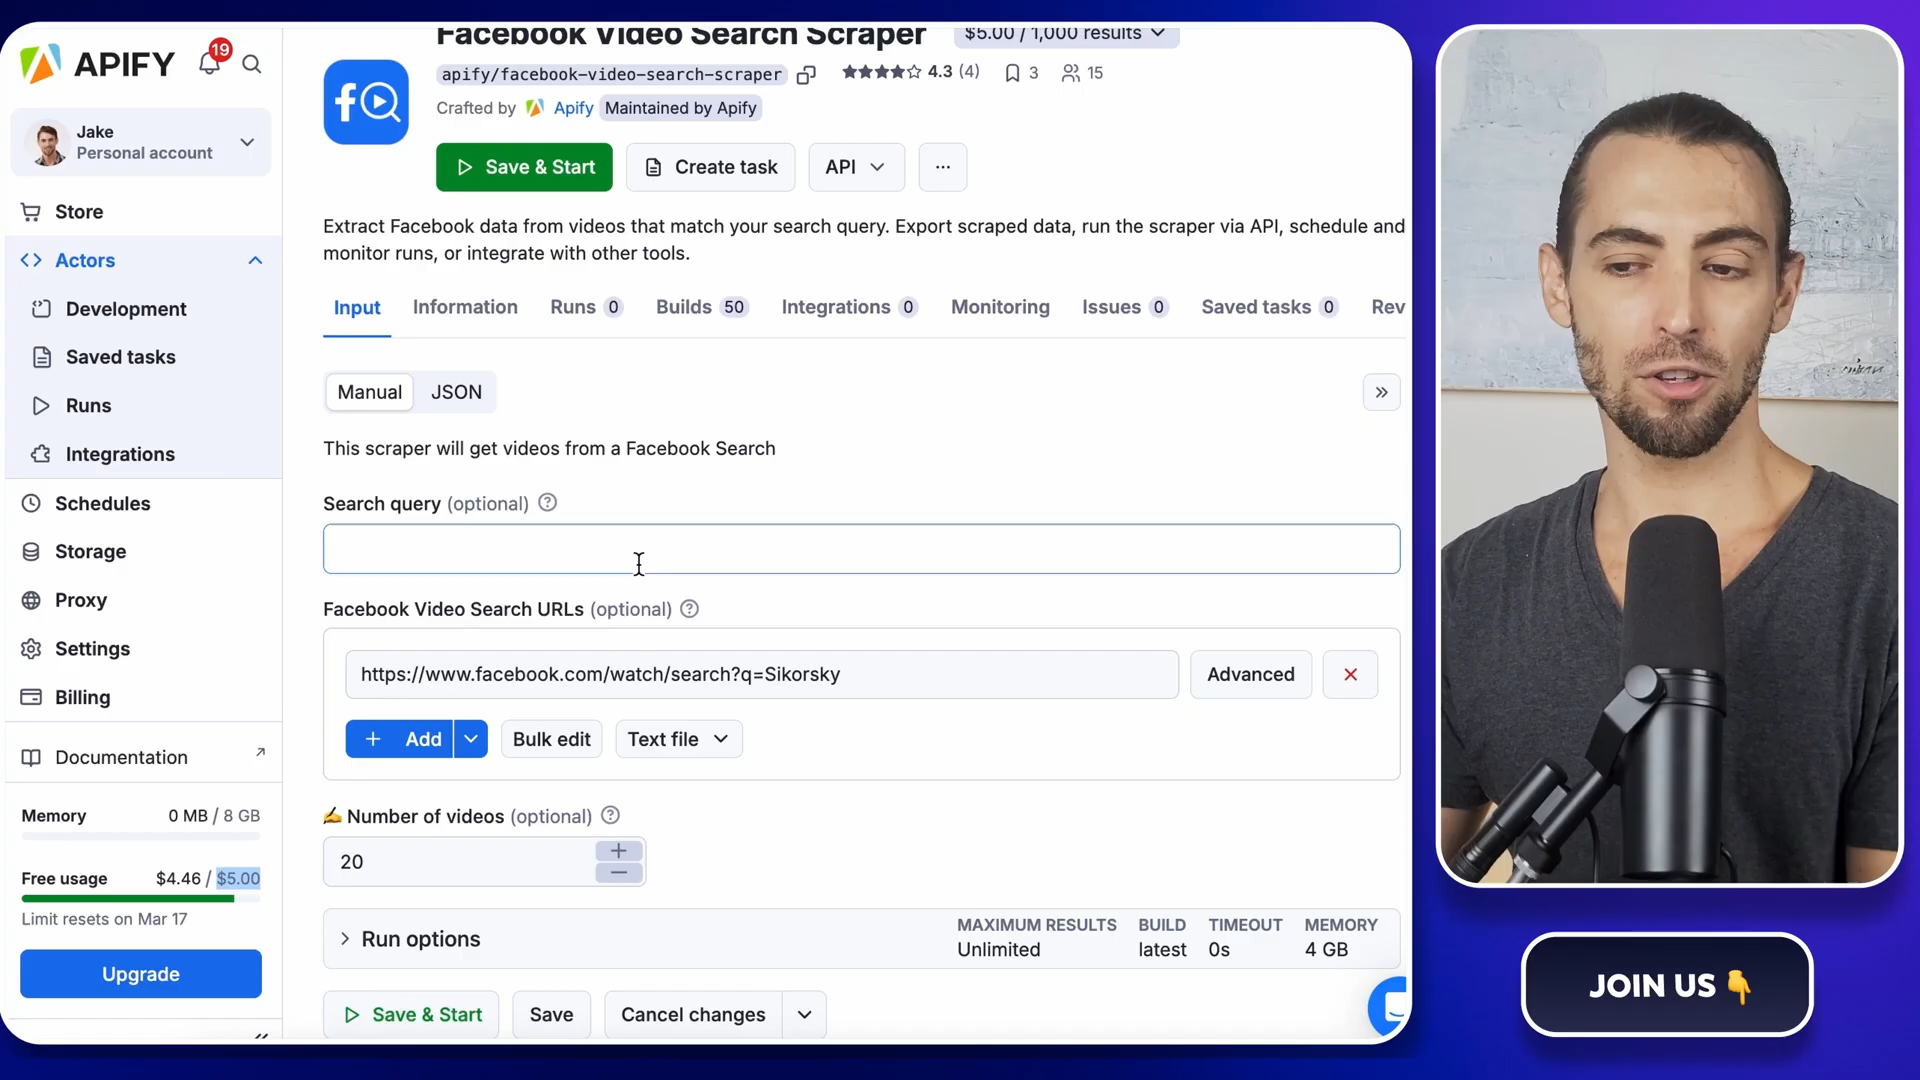 APIFY
19
Jake
Personal account
Store
Actors
Development
Saved tasks
Runs
Integrations
Schedules
Storage
Proxy
Settings
Billing
Documentation
Memory 0 MB / 8 GB
Free usage $4.46 / $5.00
Limit resets on Mar 17
Upgrade
Facebook Video Search Scraper $5.00 / 1,000 results
apify/facebook-video-search-scraper 4.3 (4) 3 15
Crafted by Apify Maintained by Apify
Save & Start Create task API ...
Extract Facebook data from videos that match your search query. Export scraped data, run the scraper via API, schedule and
monitor runs, or integrate with other tools.
Input Information Runs 0 Builds 50 Integrations 0 Monitoring Issues 0 Saved tasks 0 Rev
Manual JSON
This scraper will get videos from a Facebook Search
Search query (optional)
Facebook Video Search URLs (optional)
https://www.facebook.com/watch/search?q=Sikorsky Advanced
+ Add Bulk edit Text file
✍ Number of videos (optional)
20
Run options
MAXIMUM RESULTS BUILD TIMEOUT MEMORY
Unlimited latest 0s 4 GB
Save & Start Save Cancel changes
JOIN US 👇